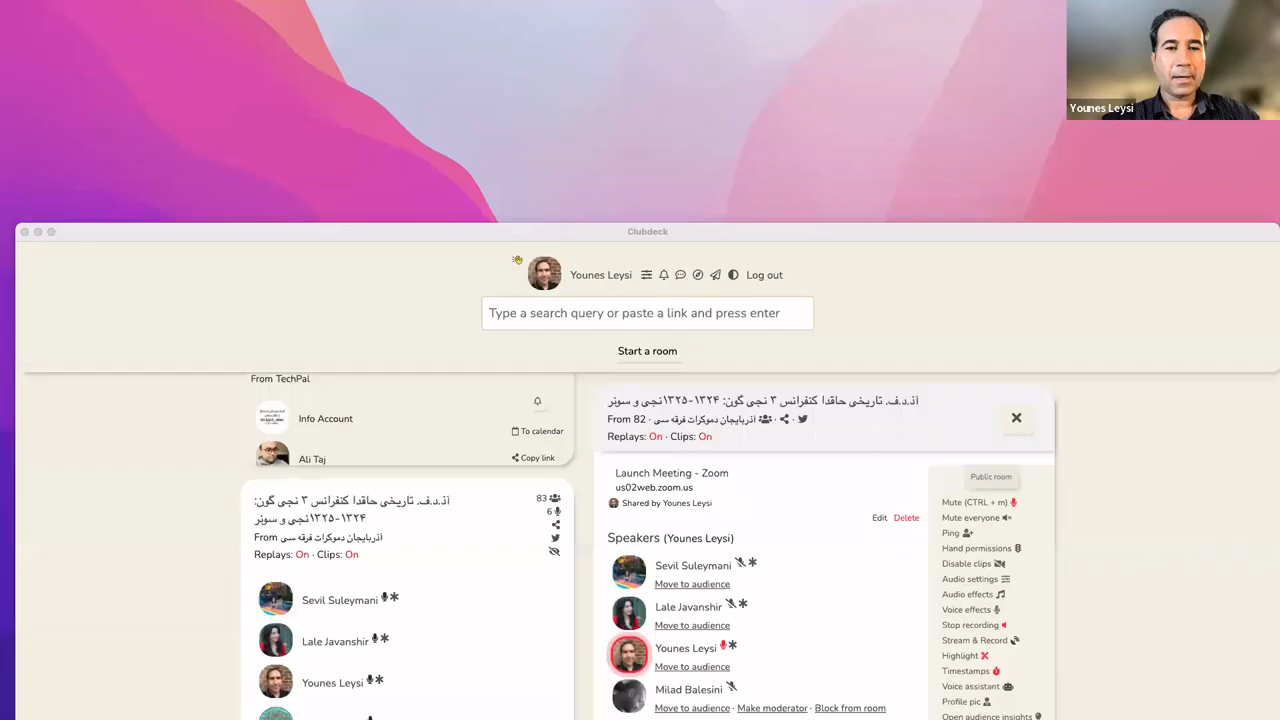 Younes Leysi
Clubdeck
Younes Leysi
Log out
Type a search query or paste a link and press enter
Start a room
From TechPal
Info Account
To calendar
Ali Taj
Copy link
آذ.د.ف. تاریخی حاقدا کنفرانس ۳ نجی گون:
۱۳۲۴-۱۳۲۵نجی و سونِر
83
6
From آذربایجان دموکرات فرقه سی
Replays: On · Clips: On
Sevil Suleymani
Lale Javanshir
Younes Leysi
آذ.د.ف. تاریخی حاقدا کنفرانس ۳ نجی گون: ۱۳۲۴-۱۳۲۵نجی و سونِر
From 82 · آذربایجان دموکرات فرقه سی
Replays: On · Clips: On
Launch Meeting - Zoom
us02web.zoom.us
Shared by Younes Leysi
Edit Delete
Speakers (Younes Leysi)
Sevil Suleymani
Move to audience
Lale Javanshir
Move to audience
Younes Leysi
Move to audience
Milad Balesini
Move to audience · Make moderator · Block from room
Public room
Mute (CTRL + m)
Mute everyone
Ping
Hand permissions
Disable clips
Audio settings
Audio effects
Voice effects
Stop recording
Stream & Record
Highlight
Timestamps
Voice assistant
Profile pic
Open audience insights